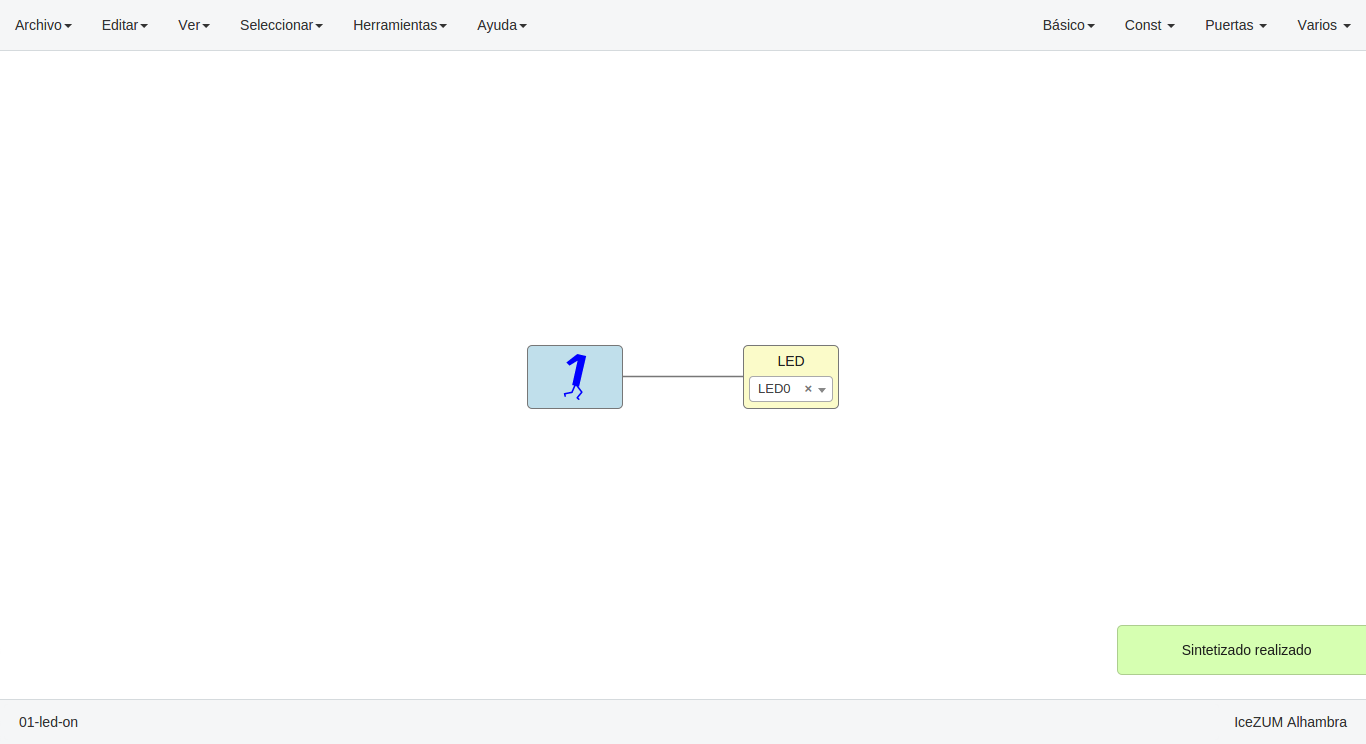 Archivo Editar Ver Seleccionar Herramientas Ayuda Básico Const Puertas Varios
1
LED
LED0 ×
Sintetizado realizado
01-led-on IceZUM Alhambra